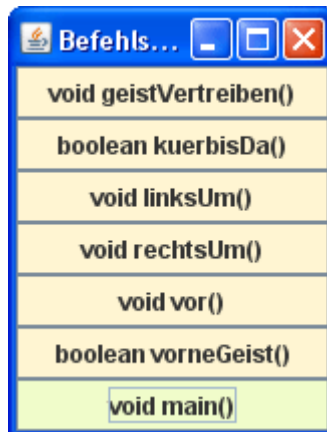 Befehls...
void geistVertreiben()
boolean kuerbisDa()
void linksUm()
void rechtsUm()
void vor()
boolean vorneGeist()
void main()